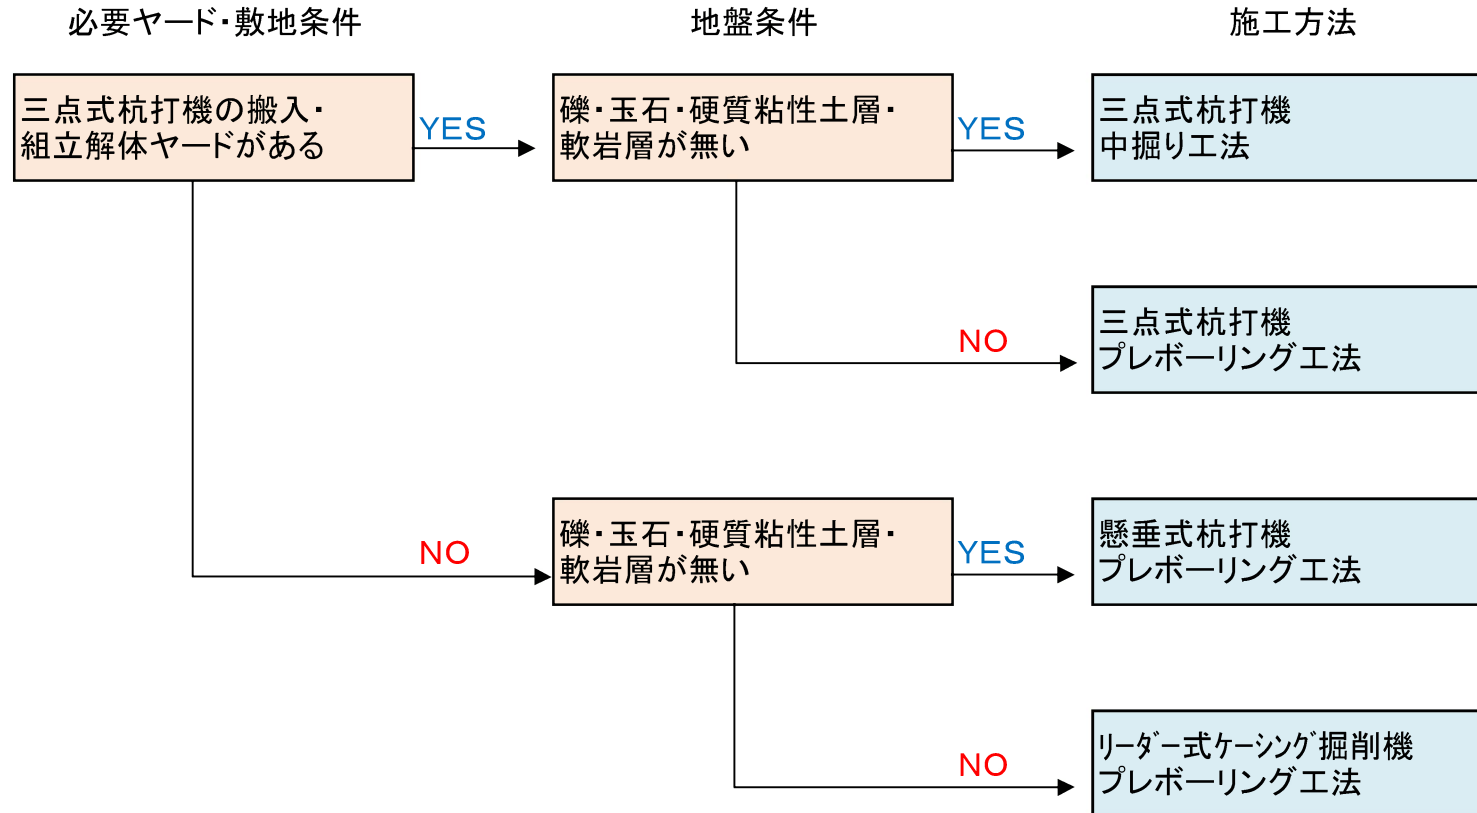 必要ヤード・敷地条件
地盤条件
施工方法
三点式杭打機の搬入・
組立解体ヤードがある
YES
礫・玉石・硬質粘性土層・
軟岩層が無い
YES
三点式杭打機
中掘り工法
NO
三点式杭打機
プレボーリング工法
NO
礫・玉石・硬質粘性土層・
軟岩層が無い
YES
懸垂式杭打機
プレボーリング工法
NO
ﾘｰﾀﾞｰ式ｹｰｼﾝｸﾞ掘削機
プレボーリング工法